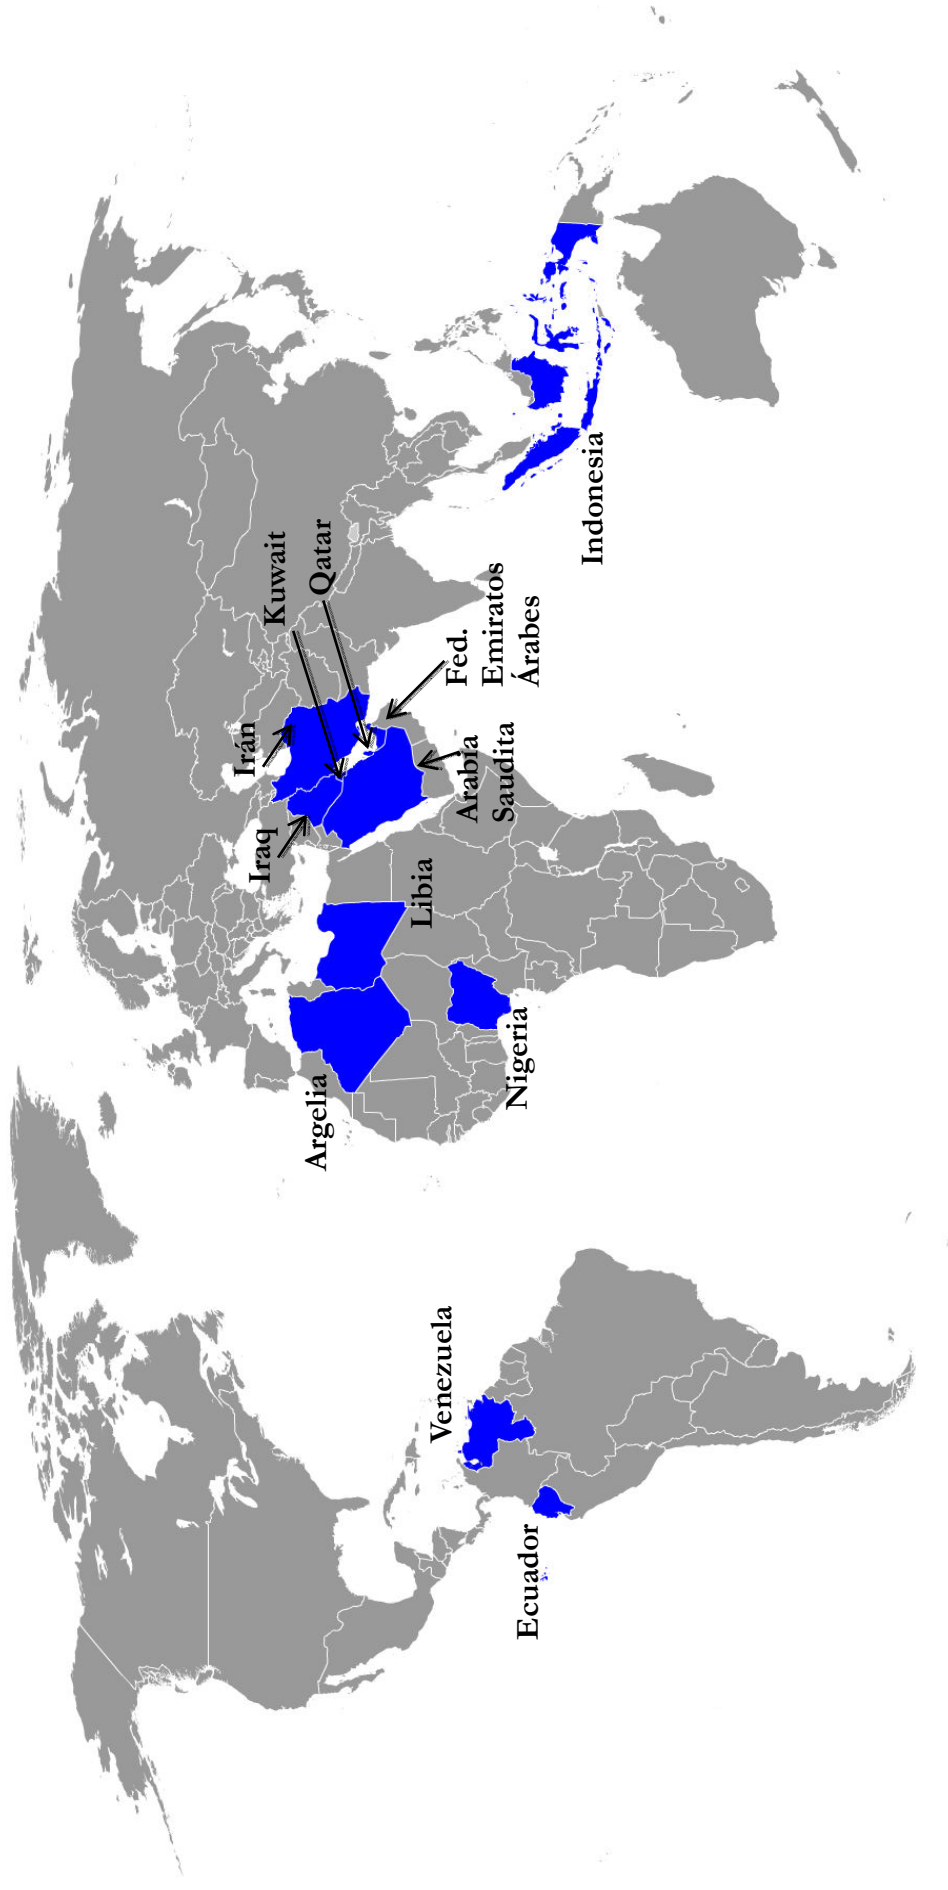 Irán
Kuwait
Iraq
Qatar
Argelia
Libia
Fed.
Emiratos
Árabes
Arabia
Saudita
Venezuela
Nigeria
Ecuador
Indonesia